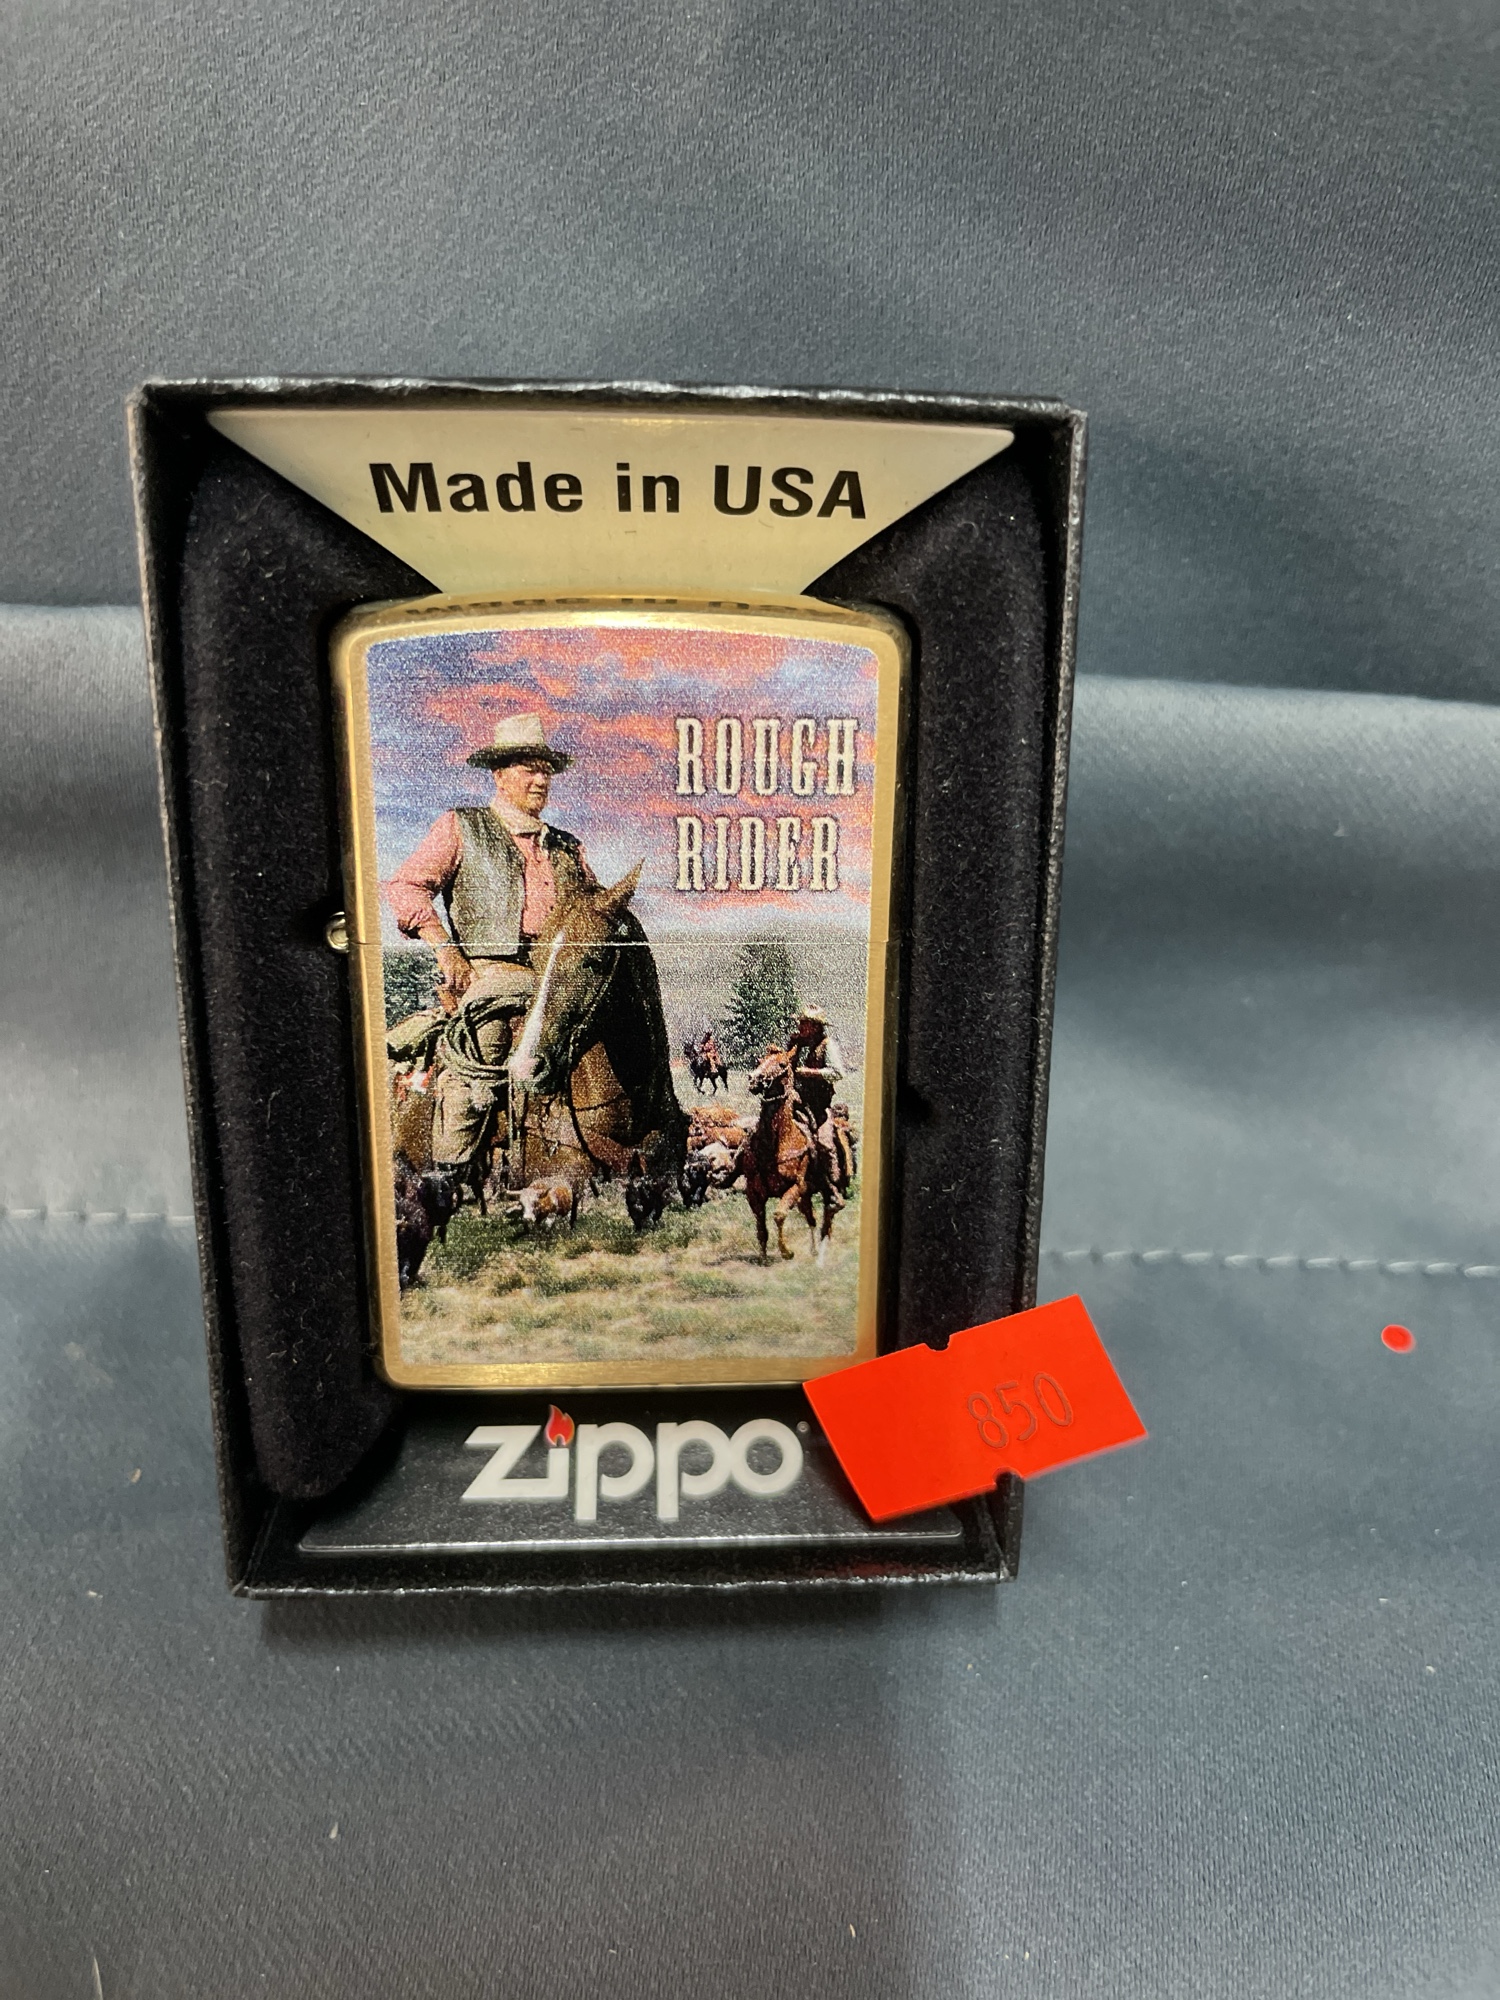 Made in USA
ROUGH
RIDER
zippo
850